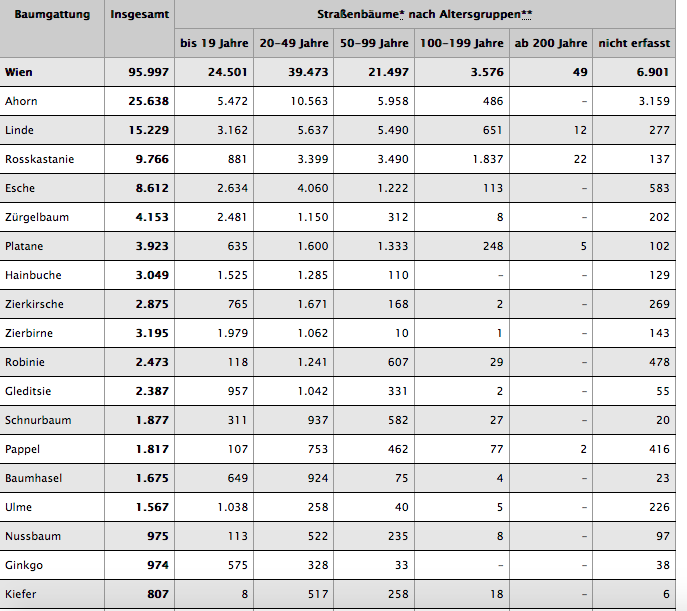 Baumgattung Insgesamt Straßenbäume* nach Altersgruppen**
bis 19 Jahre 20-49 Jahre 50-99 Jahre 100-199 Jahre ab 200 Jahre nicht erfasst
Wien 95.997 24.501 39.473 21.497 3.576 49 6.901
Ahorn 25.638 5.472 10.563 5.958 486 – 3.159
Linde 15.229 3.162 5.637 5.490 651 12 277
Rosskastanie 9.766 881 3.399 3.490 1.837 22 137
Esche 8.612 2.634 4.060 1.222 113 – 583
Zürgelbaum 4.153 2.481 1.150 312 8 – 202
Platane 3.923 635 1.600 1.333 248 5 102
Hainbuche 3.049 1.525 1.285 110 – – 129
Zierkirsche 2.875 765 1.671 168 2 – 269
Zierbirne 3.195 1.979 1.062 10 1 – 143
Robinie 2.473 118 1.241 607 29 – 478
Gleditsie 2.387 957 1.042 331 2 – 55
Schnurbaum 1.877 311 937 582 27 – 20
Pappel 1.817 107 753 462 77 2 416
Baumhasel 1.675 649 924 75 4 – 23
Ulme 1.567 1.038 258 40 5 – 226
Nussbaum 975 113 522 235 8 – 97
Ginkgo 974 575 328 33 – – 38
Kiefer 807 8 517 258 18 – 6